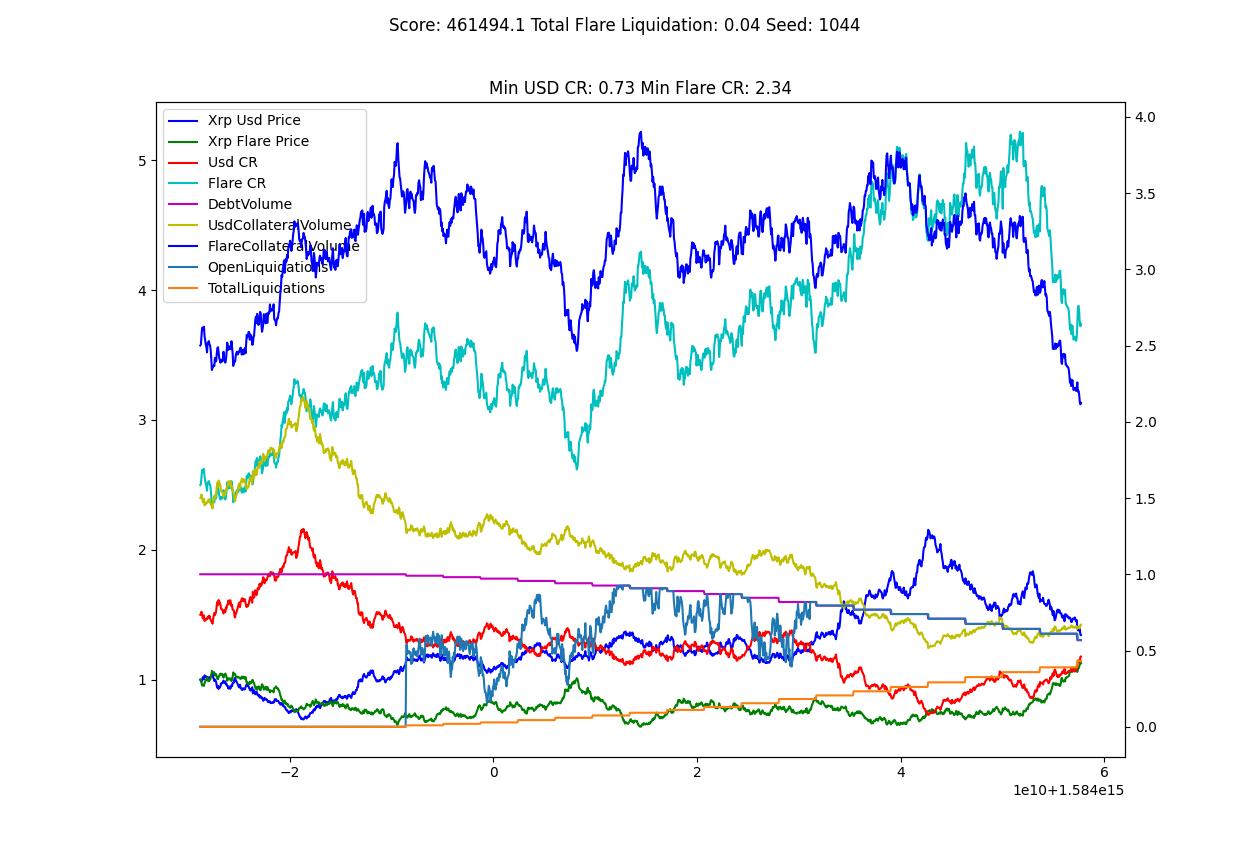 Score: 461494.1 Total Flare Liquidation: 0.04 Seed: 1044
Min USD CR: 0.73 Min Flare CR: 2.34
Xrp Usd Price
Xrp Flare Price
Usd CR
Flare CR
DebtVolume
UsdCollateralVolume
FlareCollateralVolume
OpenLiquidations
TotalLiquidations
5
4
3
2
1
4.0
3.5
3.0
2.5
2.0
1.5
1.0
0.5
0.0
−2 0 2 4 6
1e10+1.584e15